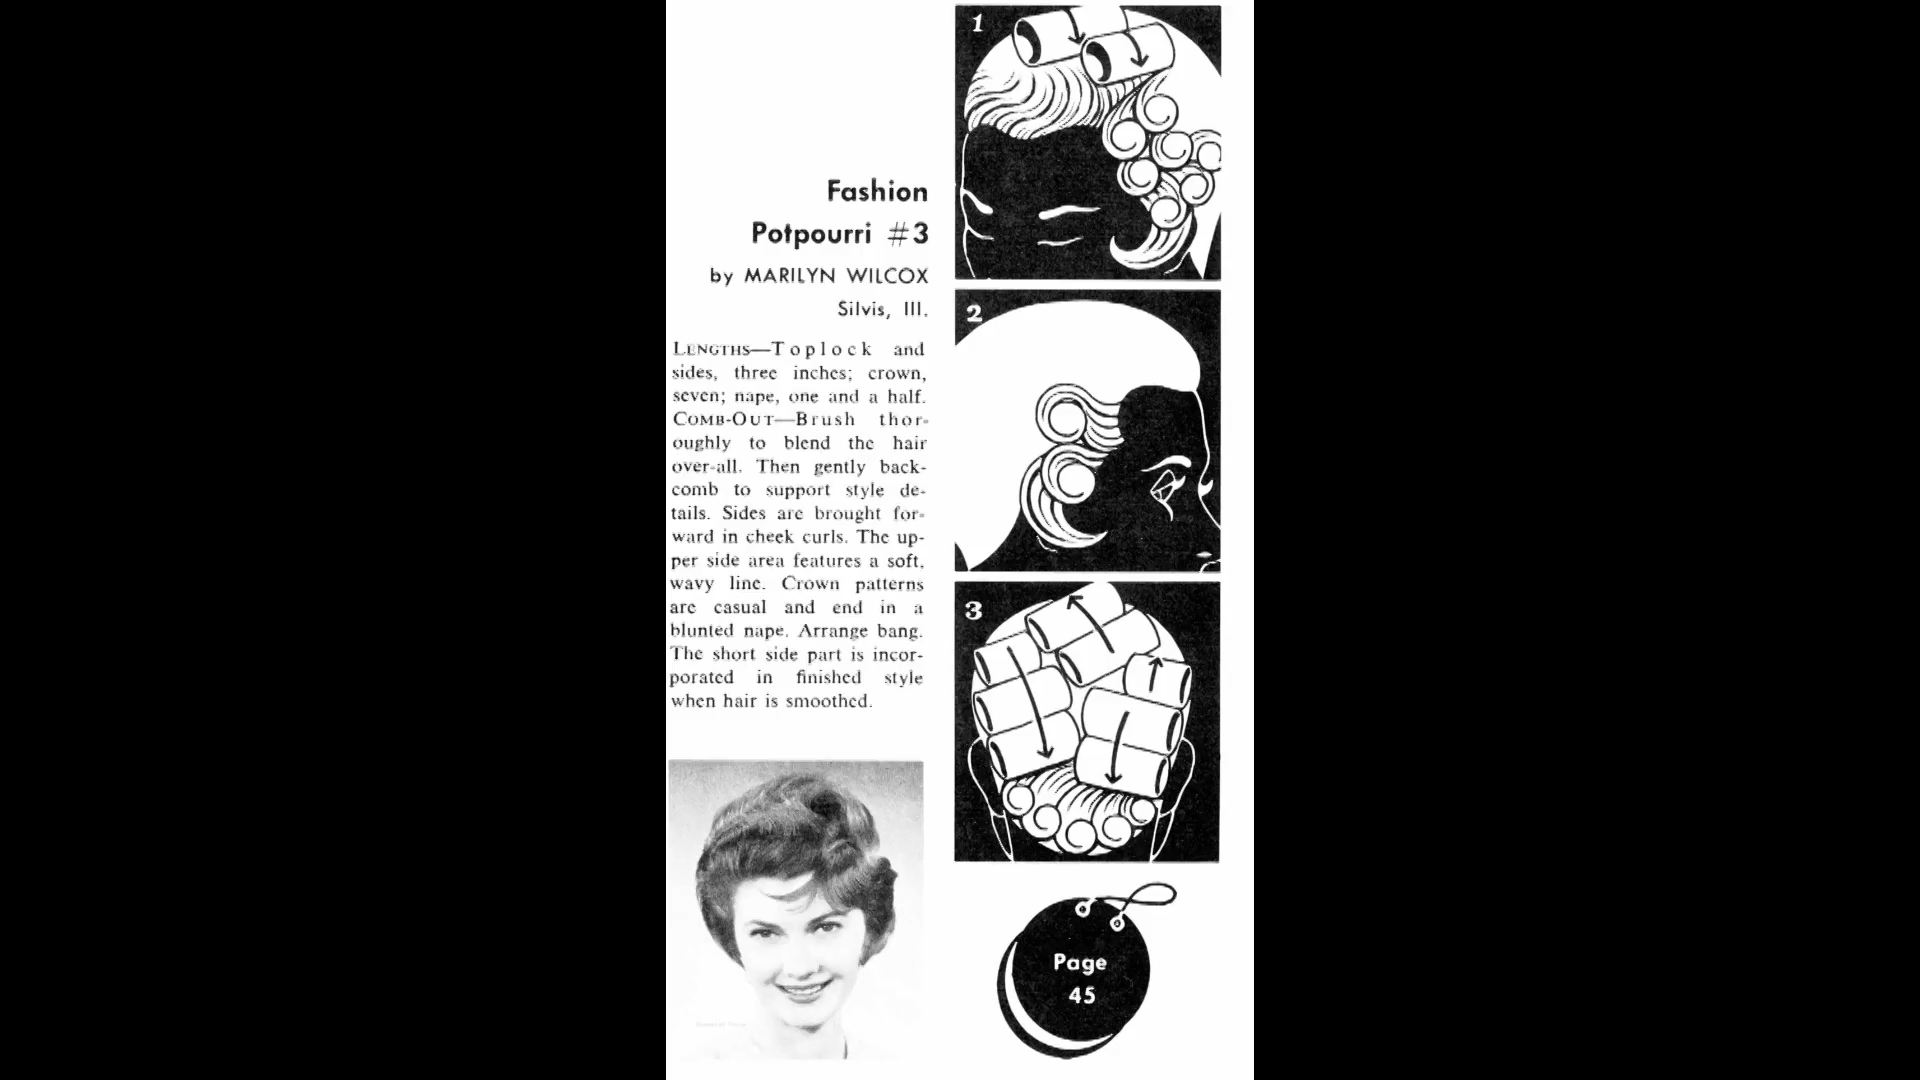 Fashion
Potpourri #3
by MARILYN WILCOX
Silvis, Ill.
LENGTHS—Toplock and
sides, three inches; crown,
seven; nape, one and a half.
COMB-OUT—Brush thor-
oughly to blend the hair
over-all. Then gently back-
comb to support style de-
tails. Sides are brought for-
ward in cheek curls. The up-
per side area features a soft,
wavy line. Crown patterns
are casual and end in a
blunted nape. Arrange bang.
The short side part is incor-
porated in finished style
when hair is smoothed.
1
2
3
Page
45